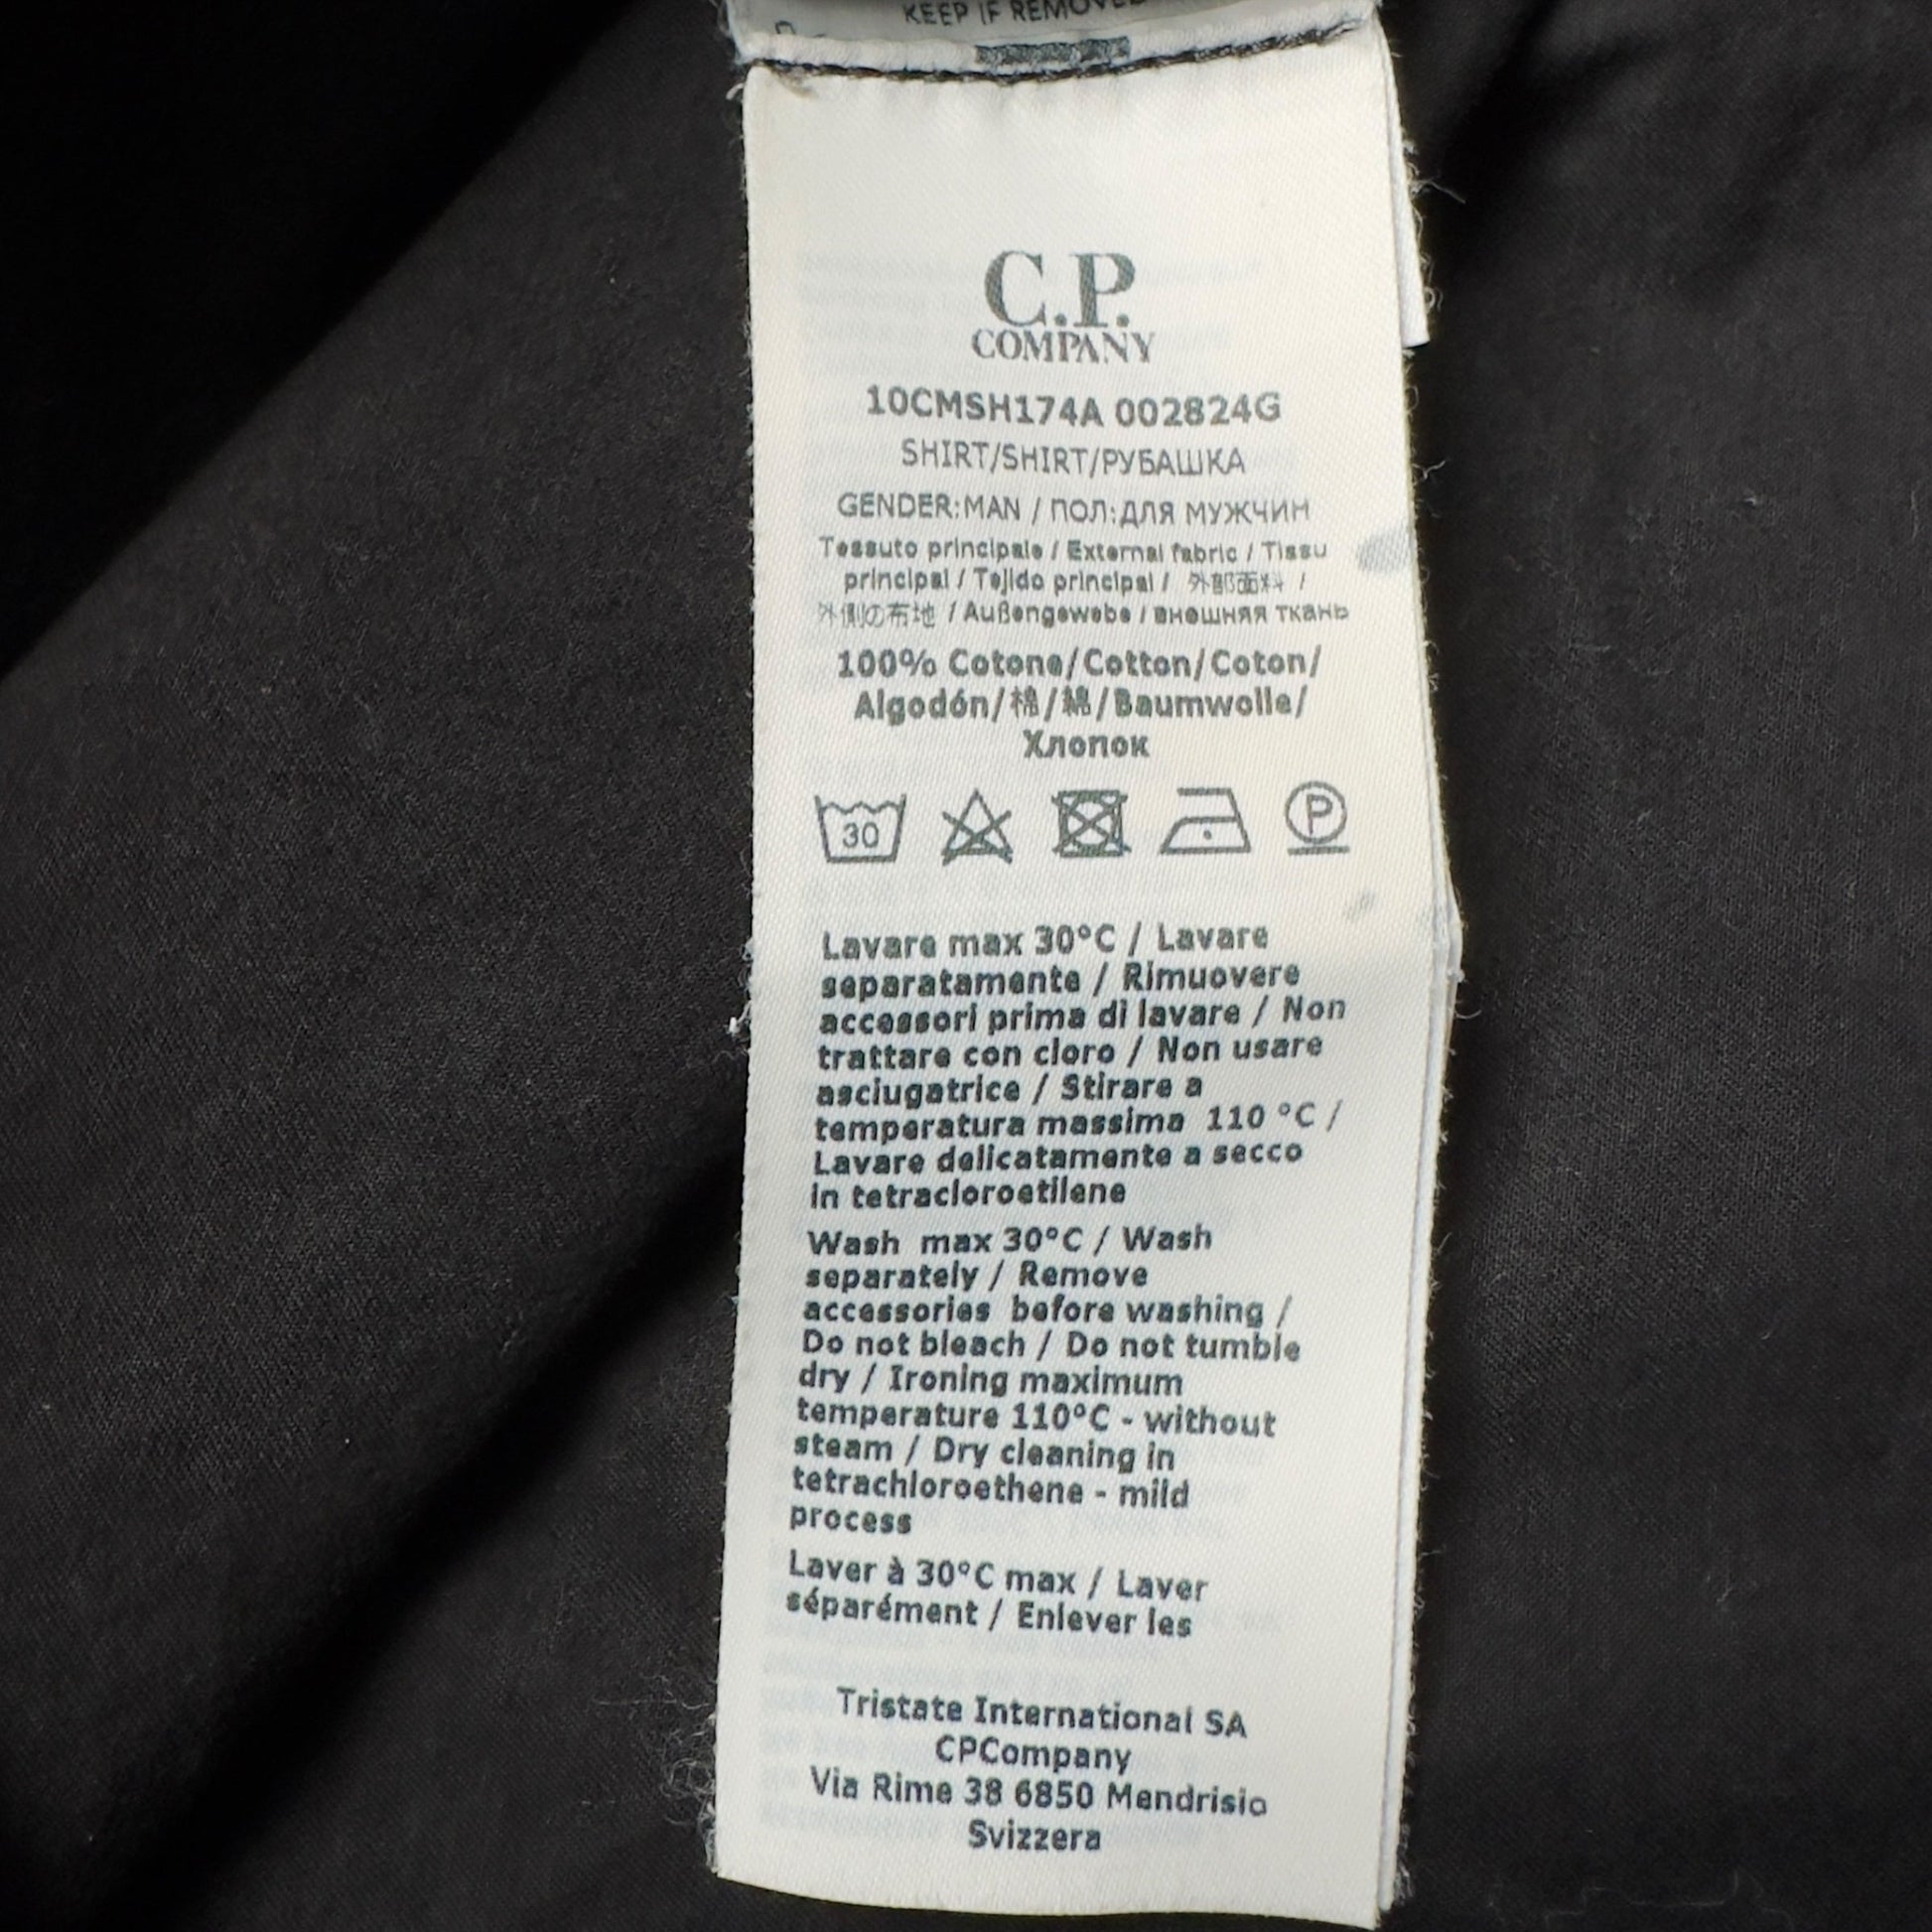 KEEP IF REMOVED
C.P.
COMPANY
10CMSH174A 002824G
SHIRT/SHIRT/РУБАШКА
GENDER:MAN / ПОЛ:ДЛЯ МУЖЧИН
Tessuto principale / External fabric / Tissu
principal / Tejido principal / 外部面料 /
外側の布地 / Außengewebe / внешняя ткань
100% Cotone/Cotton/Coton/
Algodón/棉/綿/Baumwolle/
Хлопок
30 P
Lavare max 30°C / Lavare
separatamente / Rimuovere
accessori prima di lavare / Non
trattare con cloro / Non usare
asciugatrice / Stirare a
temperatura massima 110 °C /
Lavare delicatamente a secco
in tetracloroetilene
Wash max 30°C / Wash
separately / Remove
accessories before washing /
Do not bleach / Do not tumble
dry / Ironing maximum
temperature 110°C - without
steam / Dry cleaning in
tetrachloroethene - mild
process
Laver à 30°C max / Laver
séparément / Enlever les
Tristate International SA
CPCompany
Via Rime 38 6850 Mendrisio
Svizzera